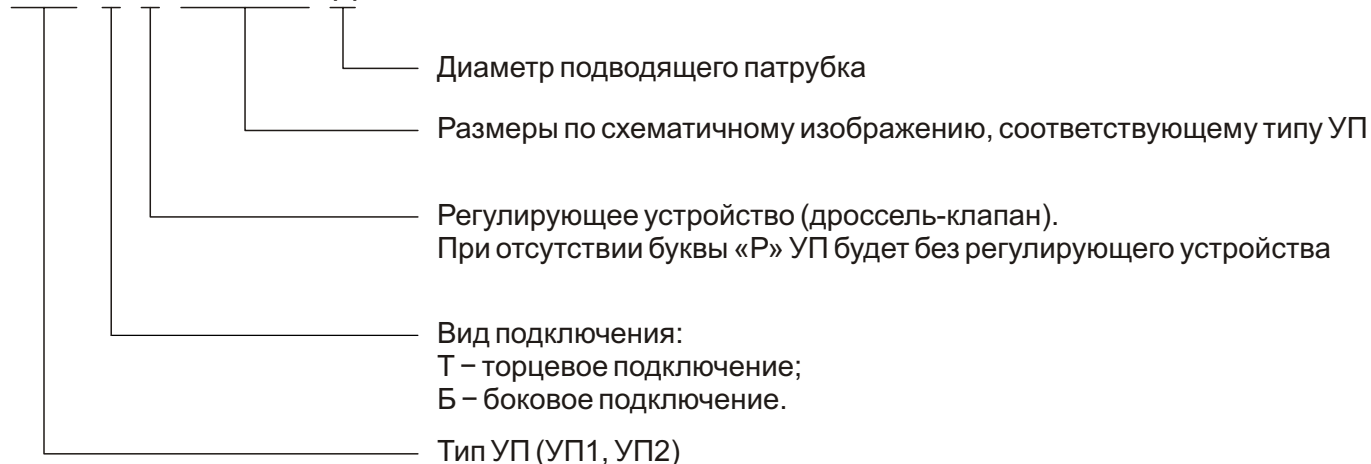 Диаметр подводящего патрубка
Размеры по схематичному изображению, соответствующему типу УП
Регулирующее устройство (дроссель-клапан).
При отсутствии буквы «Р» УП будет без регулирующего устройства
Вид подключения:
Т – торцевое подключение;
Б – боковое подключение.
Тип УП (УП1, УП2)